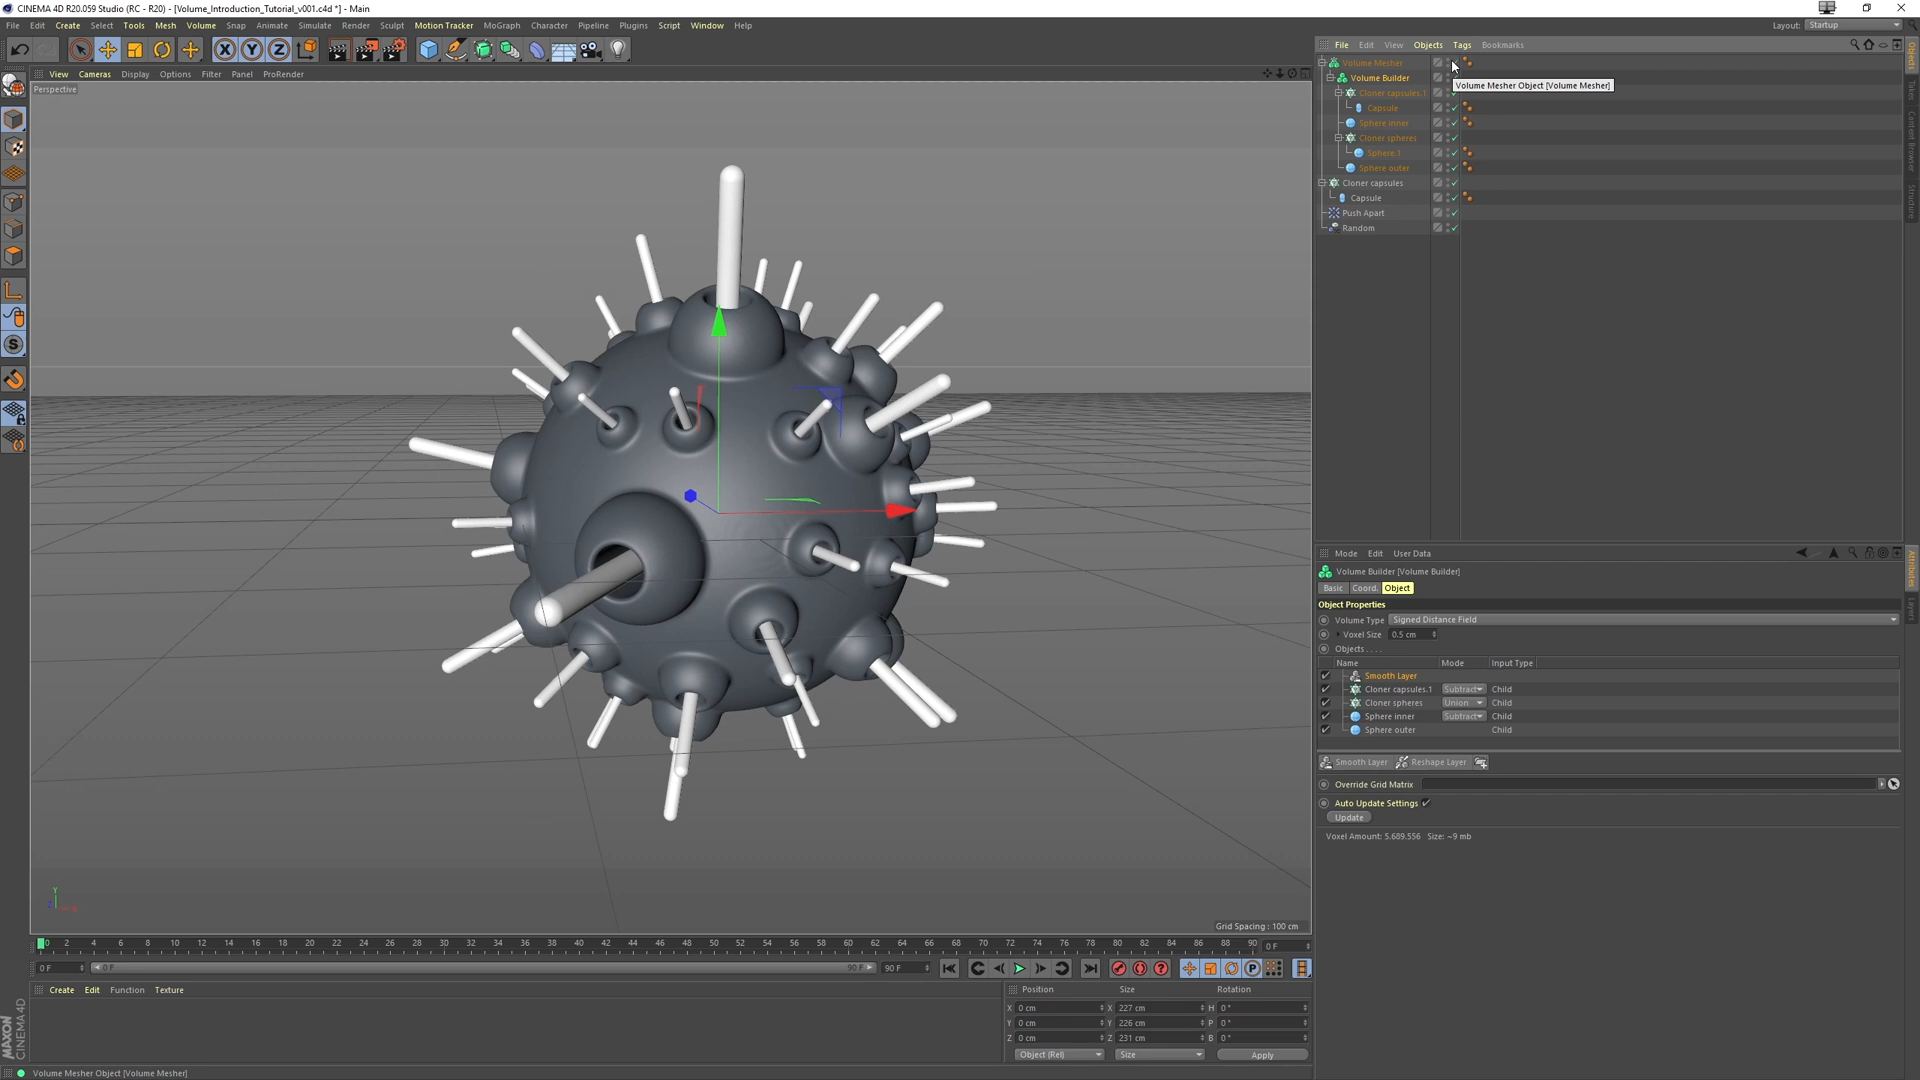 CINEMA 4D R20.059 Studio (RC - R20) - [Volume_Introduction_Tutorial_v001.c4d *] - Main
File Edit Create Select Tools Mesh Volume Snap Animate Simulate Render Sculpt Motion Tracker MoGraph Character Pipeline Plugins Script Window Help
Layout: Startup
X Y Z
File Edit View Objects Tags Bookmarks
View Cameras Display Options Filter Panel ProRender
Perspective
Volume Mesher
Volume Builder
Volume Mesher Object [Volume Mesher]
Cloner capsules.1
Capsule
Sphere inner
Cloner spheres
Sphere.1
Sphere outer
Cloner capsules
Capsule
Push Apart
Random
Objects
Takes
Content Browser
Structure
Mode Edit User Data
Volume Builder [Volume Builder]
Basic Coord. Object
Object Properties
Volume Type Signed Distance Field
Voxel Size 0.5 cm
Objects . . . .
Name Mode Input Type
Smooth Layer
Cloner capsules.1 Subtract Child
Cloner spheres Union Child
Sphere inner Subtract Child
Sphere outer Child
Smooth Layer Reshape Layer
Override Grid Matrix
Auto Update Settings
Update
Voxel Amount: 5.689.556 Size: ~9 mb
Attributes
Layers
Y
Grid Spacing : 100 cm
0 2 4 6 8 10 12 14 16 18 20 22 24 26 28 30 32 34 36 38 40 42 44 46 48 50 52 54 56 58 60 62 64 66 68 70 72 74 76 78 80 82 84 86 88 90 0 F
0 F 0 F 90 F 90 F
P
Create Edit Function Texture
Position Size Rotation
X 0 cm X 227 cm H 0 °
Y 0 cm Y 226 cm P 0 °
Z 0 cm Z 231 cm B 0 °
Object (Rel) Size Apply
MAXON
CINEMA 4D
Volume Mesher Object [Volume Mesher]